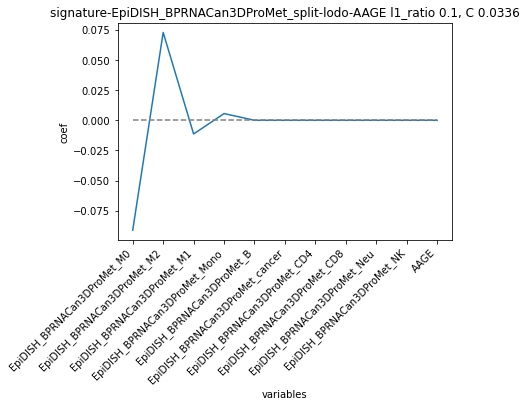 signature-EpiDISH_BPRNACan3DProMet_split-lodo-AAGE l1_ratio 0.1, C 0.0336
0.075
0.050
0.025
0.000
−0.025
−0.050
−0.075
coef
EpiDISH_BPRNACan3DProMet_M0
EpiDISH_BPRNACan3DProMet_M2
EpiDISH_BPRNACan3DProMet_M1
EpiDISH_BPRNACan3DProMet_Mono
EpiDISH_BPRNACan3DProMet_B
EpiDISH_BPRNACan3DProMet_cancer
EpiDISH_BPRNACan3DProMet_CD4
EpiDISH_BPRNACan3DProMet_CD8
EpiDISH_BPRNACan3DProMet_Neu
EpiDISH_BPRNACan3DProMet_NK
AAGE
variables